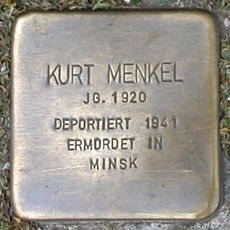 KURT MENKEL
JG. 1920
DEPORTIERT 1941
ERMORDET IN
MINSK